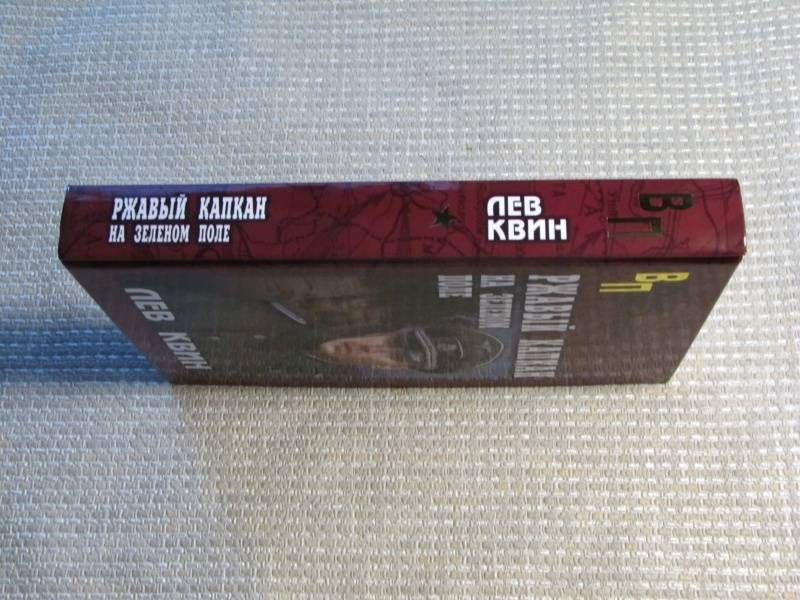 РЖАВЫЙ КАПКАН
НА ЗЕЛЕНОМ ПОЛЕ
ЛЕВ
КВИН
ВП
ВП
РЖАВЫЙ КАПКАН
НА ЗЕЛЕНОМ
ПОЛЕ
ЛЕВ КВИН